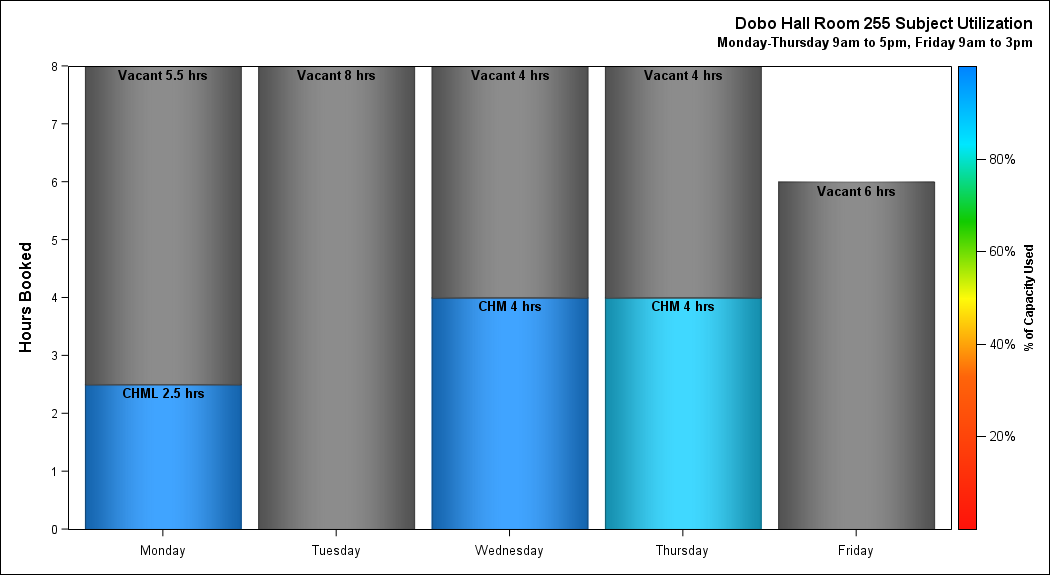 Dobo Hall Room 255 Subject Utilization
Monday-Thursday 9am to 5pm, Friday 9am to 3pm
Hours Booked
8
7
6
5
4
3
2
1
0
Vacant 5.5 hrs
CHML 2.5 hrs
Vacant 8 hrs
Vacant 4 hrs
CHM 4 hrs
Vacant 4 hrs
CHM 4 hrs
Vacant 6 hrs
Monday
Tuesday
Wednesday
Thursday
Friday
80%
60%
40%
20%
% of Capacity Used